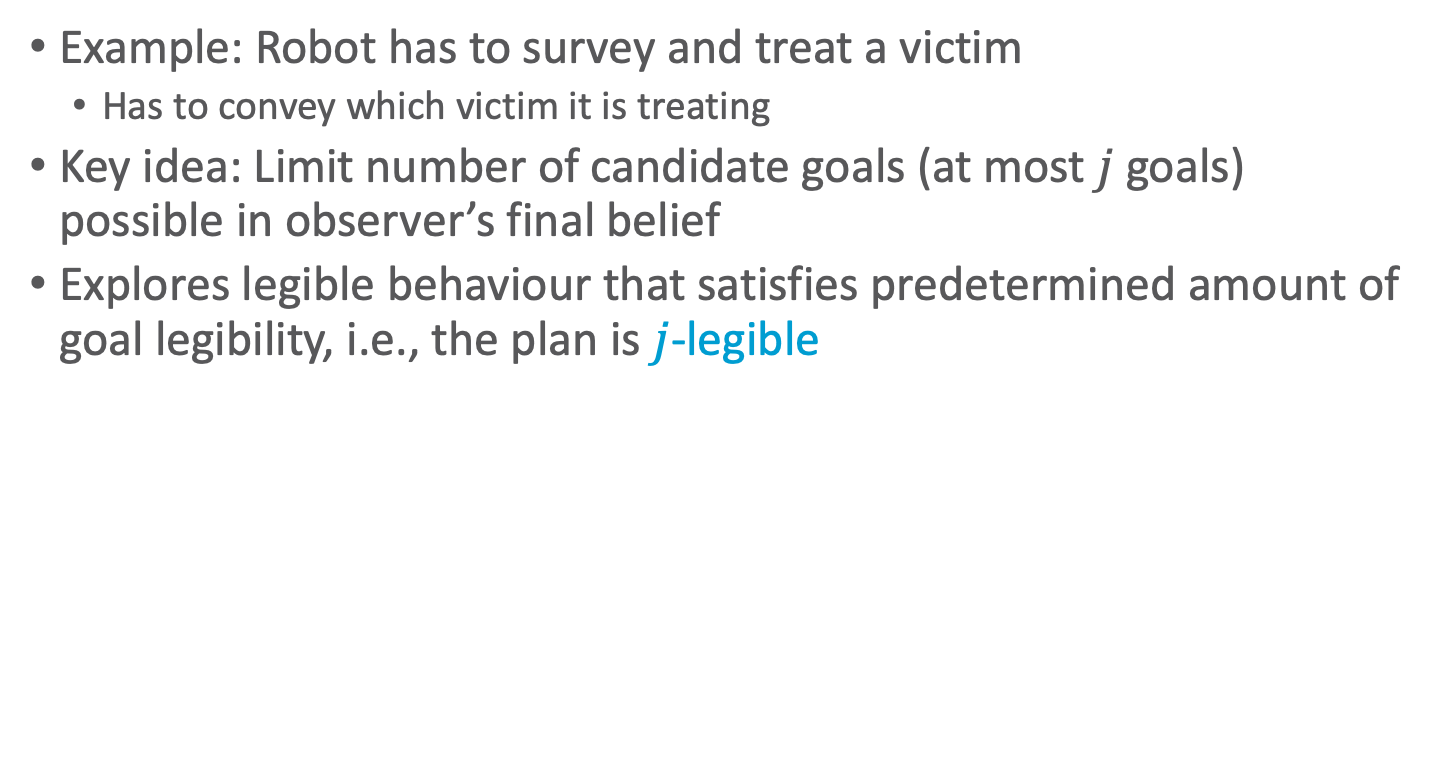 • Example: Robot has to survey and treat a victim
• Has to convey which victim it is treating
• Key idea: Limit number of candidate goals (at most j goals)
possible in observer’s final belief
• Explores legible behaviour that satisfies predetermined amount of
goal legibility, i.e., the plan is j-legible